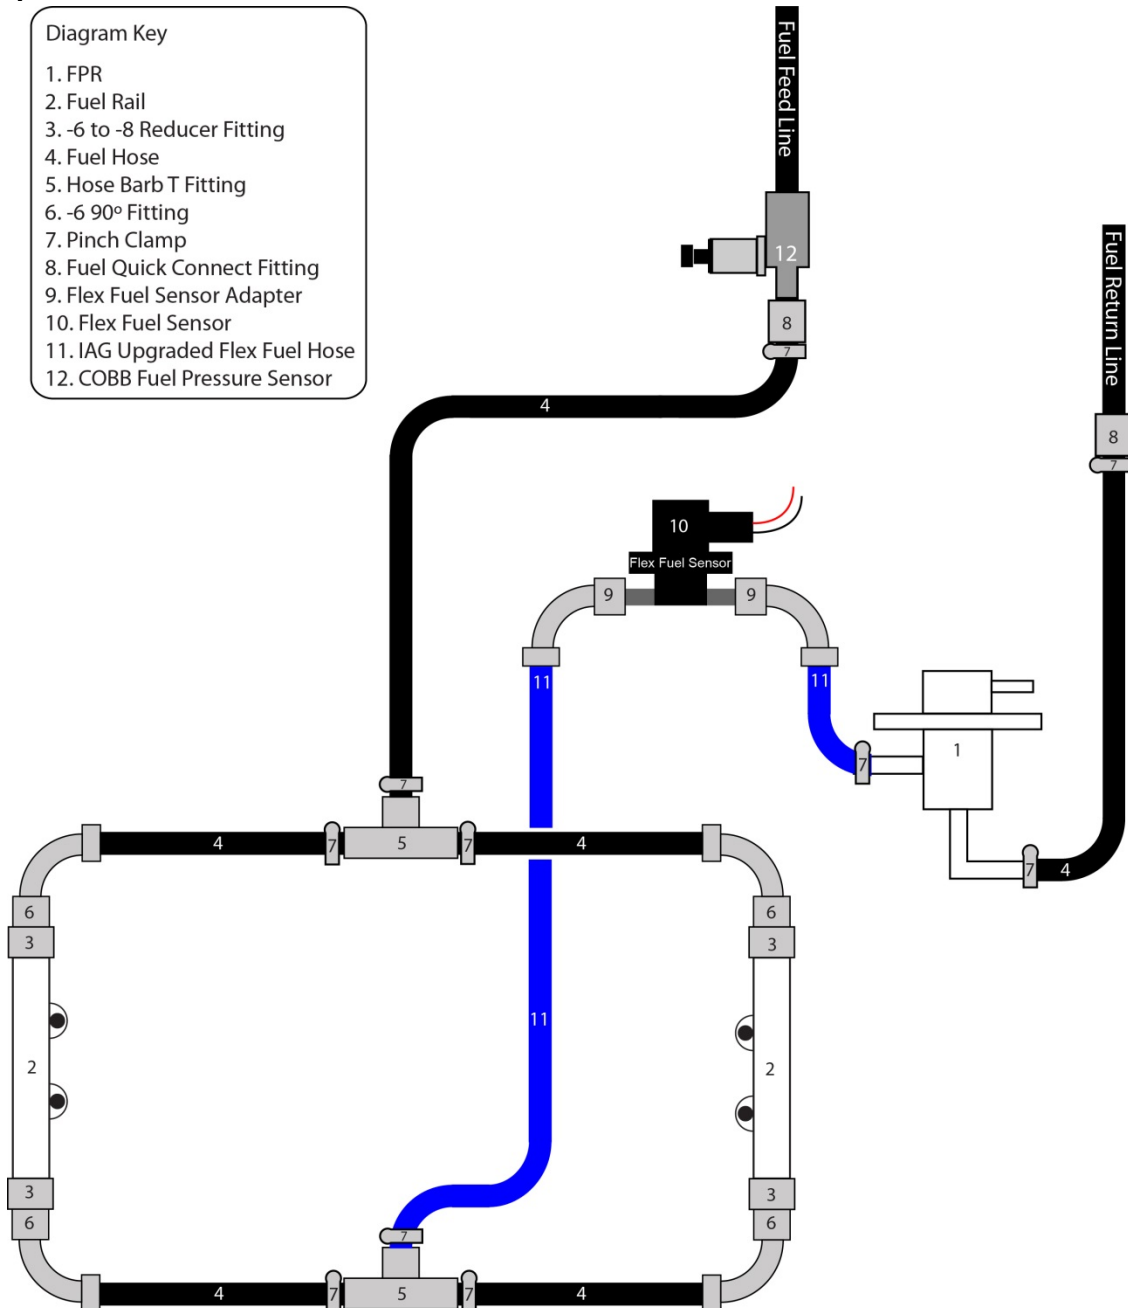 Diagram Key
1. FPR
2. Fuel Rail
3. -6 to -8 Reducer Fitting
4. Fuel Hose
5. Hose Barb T Fitting
6. -6 90º Fitting
7. Pinch Clamp
8. Fuel Quick Connect Fitting
9. Flex Fuel Sensor Adapter
10. Flex Fuel Sensor
11. IAG Upgraded Flex Fuel Hose
12. COBB Fuel Pressure Sensor
Fuel Feed Line
12
8
7
Fuel Return Line
8
7
4
10
Flex Fuel Sensor
9
9
11
11
7
1
7
4
7
4
7
5
7
4
6
3
6
3
11
2
2
3
6
3
6
7
4
7
5
7
4